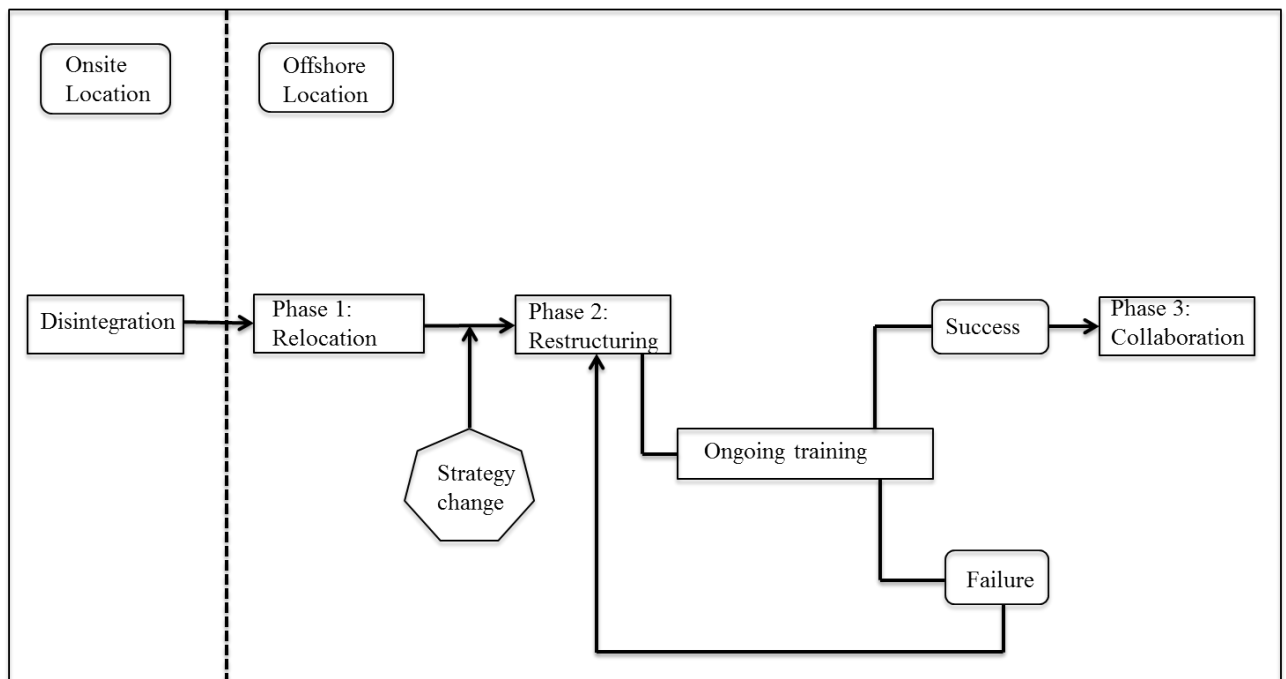 Onsite
Location
Offshore
Location
Disintegration
Phase 1:
Relocation
Phase 2:
Restructuring
Success
Phase 3:
Collaboration
Ongoing training
Strategy
change
Failure